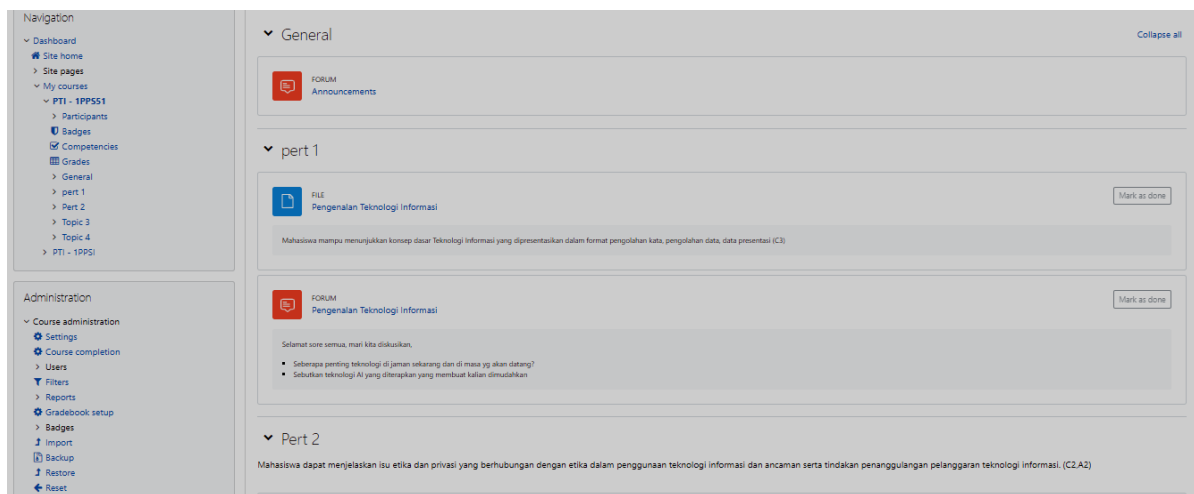 Navigation
Dashboard
Site home
Site pages
My courses
PTI - 1PPS51
Participants
Badges
Competencies
Grades
General
pert 1
Pert 2
Topic 3
Topic 4
PTI - 1PPSI
Administration
Course administration
Settings
Course completion
Users
Filters
Reports
Gradebook setup
Badges
Import
Backup
Restore
Reset
General
Collapse all
FORUM
Announcements
pert 1
FILE
Pengenalan Teknologi Informasi
Mark as done
Mahasiswa mampu menunjukkan konsep dasar Teknologi Informasi yang dipresentasikan dalam format pengolahan kata, pengolahan data, data presentasi (C3)
FORUM
Pengenalan Teknologi Informasi
Mark as done
Selamat sore semua, mari kita diskusikan,
Seberapa penting teknologi di jaman sekarang dan di masa yg akan datang?
Sebutkan teknologi AI yang diterapkan yang membuat kalian dimudahkan
Pert 2
Mahasiswa dapat menjelaskan isu etika dan privasi yang berhubungan dengan etika dalam penggunaan teknologi informasi dan ancaman serta tindakan penanggulangan pelanggaran teknologi informasi. (C2,A2)